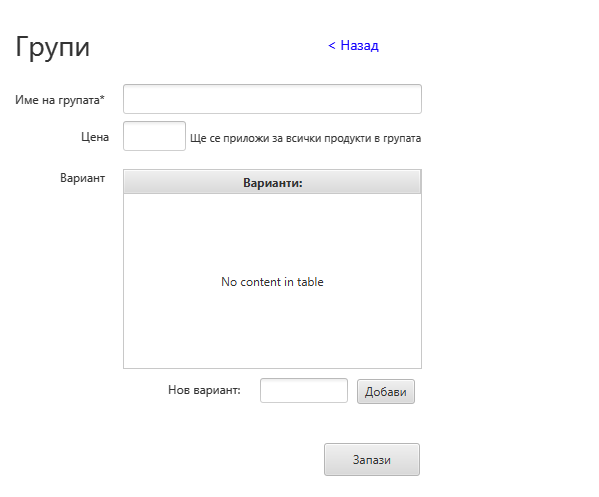 Групи
< Назад
Име на групата*
Цена
Ще се приложи за всички продукти в групата
Вариант
Варианти:
No content in table
Нов вариант:
Добави
Запази